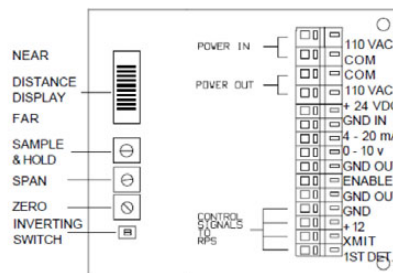 NEAR
DISTANCE
DISPLAY
FAR
SAMPLE
& HOLD
SPAN
ZERO
INVERTING
SWITCH
POWER IN
POWER OUT
CONTROL
SIGNALS
TO
RPS
110 VAC
COM
COM
110 VAC
+ 24 VDC
GND IN
4 - 20 mA
0 - 10 v
GND OUT
ENABLE
GND OUT
GND
+ 12
XMIT
1ST DET.